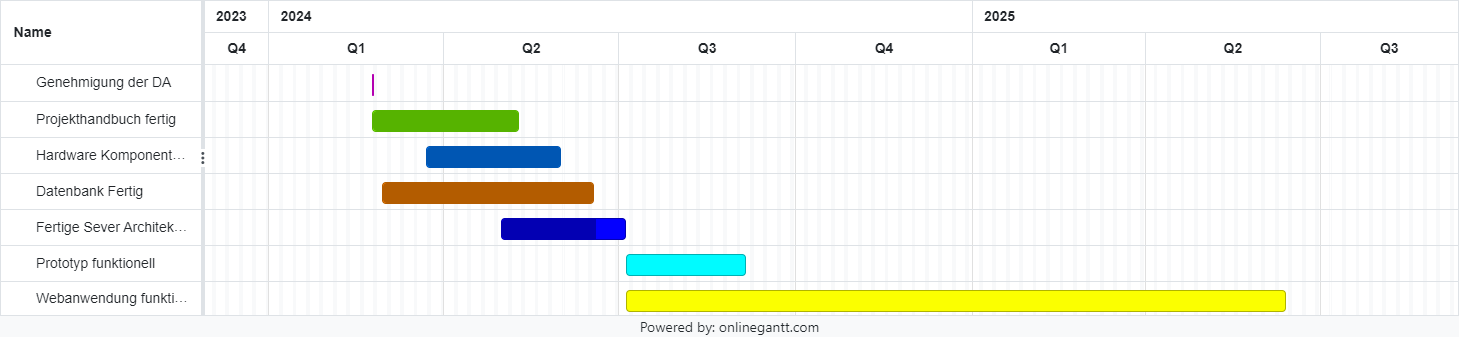 2023 2024 2025
Name
Q4 Q1 Q2 Q3 Q4 Q1 Q2 Q3
Genehmigung der DA
Projekthandbuch fertig
Hardware Komponent...
Datenbank Fertig
Fertige Sever Architek...
Prototyp funktionell
Webanwendung funkti...
Powered by: onlinegantt.com